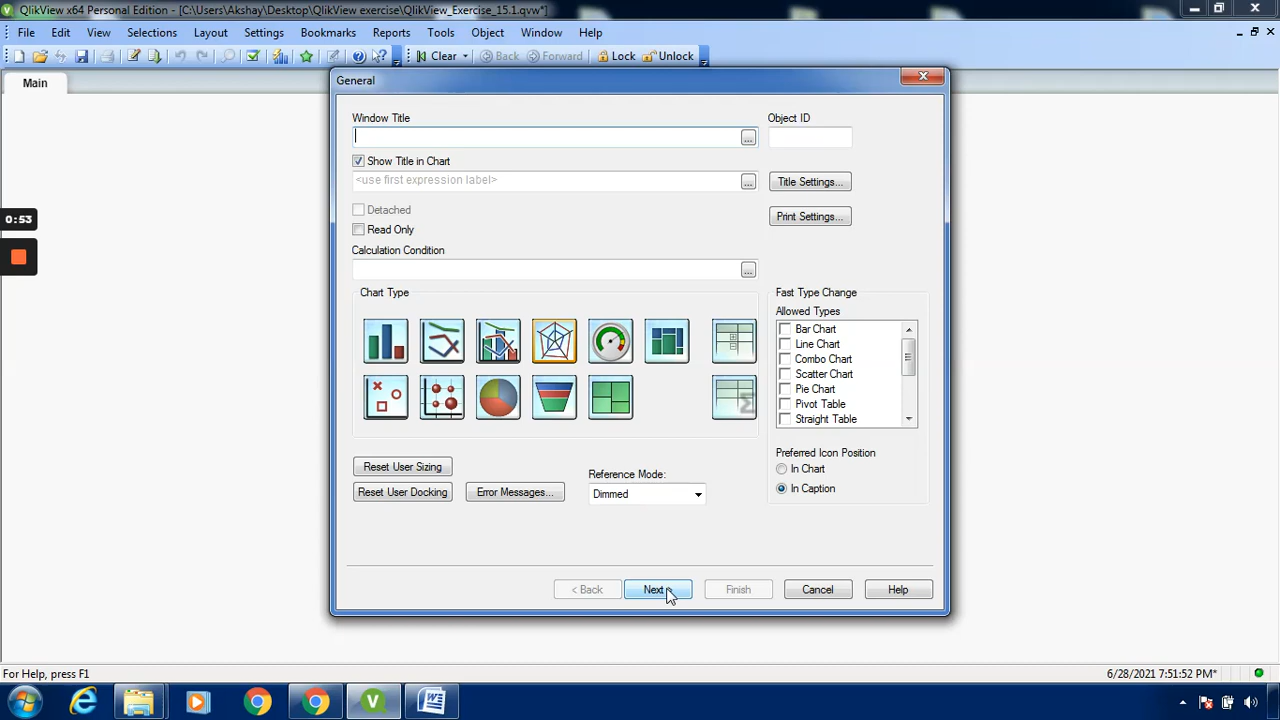 QlikView x64 Personal Edition - [C:\Users\Akshay\Desktop\QlikView exercise\QlikView_Exercise_15.1.qvw*]
File Edit View Selections Layout Settings Bookmarks Reports Tools Object Window Help
Clear Back Forward Lock Unlock
Main
General
Window Title
Object ID
...
Show Title in Chart
<use first expression label>
...
Title Settings...
Detached
Print Settings...
Read Only
Calculation Condition
...
Chart Type
Fast Type Change
Allowed Types
Bar Chart
Line Chart
Combo Chart
Scatter Chart
Pie Chart
Pivot Table
Straight Table
Preferred Icon Position
In Chart
In Caption
Reset User Sizing
Reset User Docking
Error Messages...
Reference Mode:
Dimmed
< Back
Next
Finish
Cancel
Help
0:53
For Help, press F1
6/28/2021 7:51:52 PM*